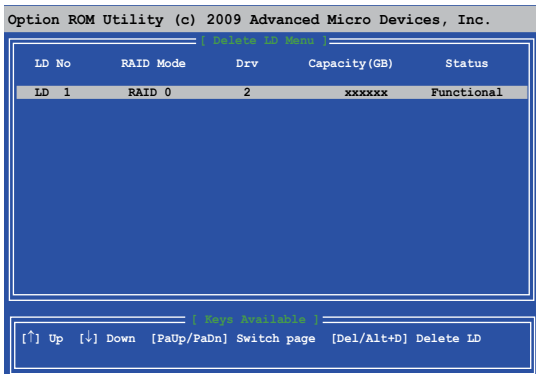 Option ROM Utility (c) 2009 Advanced Micro Devices, Inc.
[ Delete LD Menu ]
LD No RAID Mode Drv Capacity(GB) Status
LD 1 RAID 0 2 xxxxxx Functional
[ Keys Available ]
[↑] Up [↓] Down [PaUp/PaDn] Switch page [Del/Alt+D] Delete LD